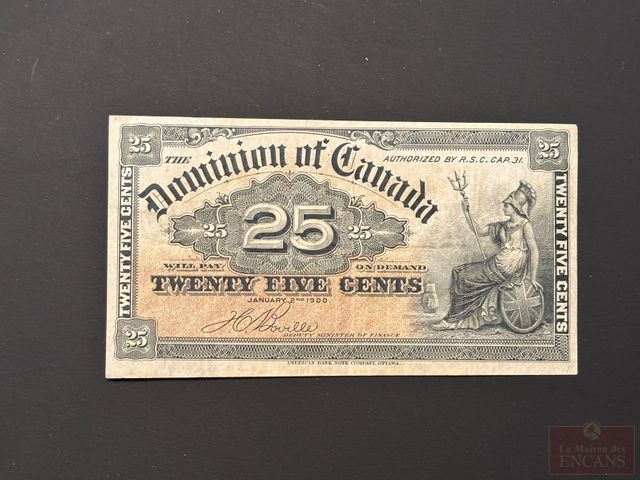 25 25
THE Dominion of Canada
AUTHORIZED BY R.S.C. CAP. 31.
TWENTY FIVE CENTS
25 25 25
WILL PAY ON DEMAND
TWENTY FIVE CENTS
JANUARY 2ND 1900.
TWENTY FIVE CENTS
HC Boville
DEPUTY MINISTER OF FINANCE
25
AMERICAN BANK NOTE COMPANY, OTTAWA.
La Maison des
ENCANS